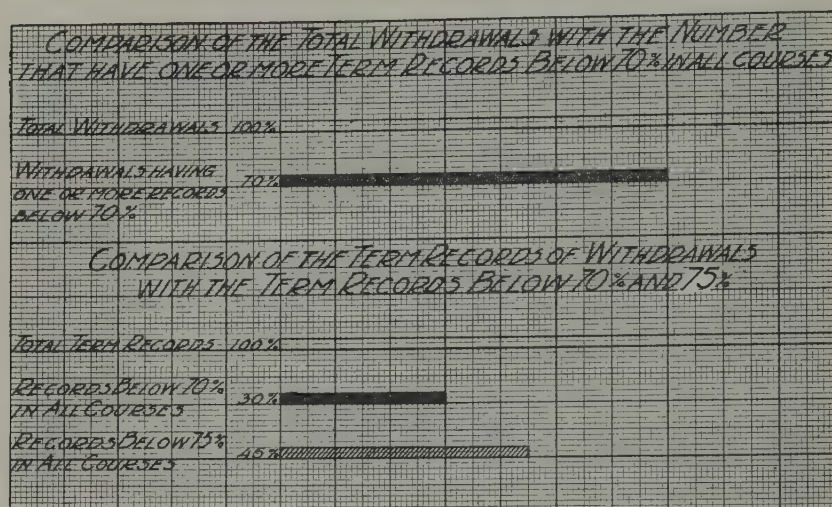 COMPARISON OF THE TOTAL WITHDRAWALS WITH THE NUMBER
THAT HAVE ONE OR MORE TERM RECORDS BELOW 70% IN ALL COURSES
TOTAL WITHDRAWALS 100%
WITHDRAWALS HAVING
ONE OR MORE RECORDS 70%
BELOW 70%
COMPARISON OF THE TERM RECORDS OF WITHDRAWALS
WITH THE TERM RECORDS BELOW 70% AND 75%
TOTAL TERM RECORDS 100%
RECORDS BELOW 70%
IN ALL COURSES 30%
RECORDS BELOW 75%
IN ALL COURSES 45%